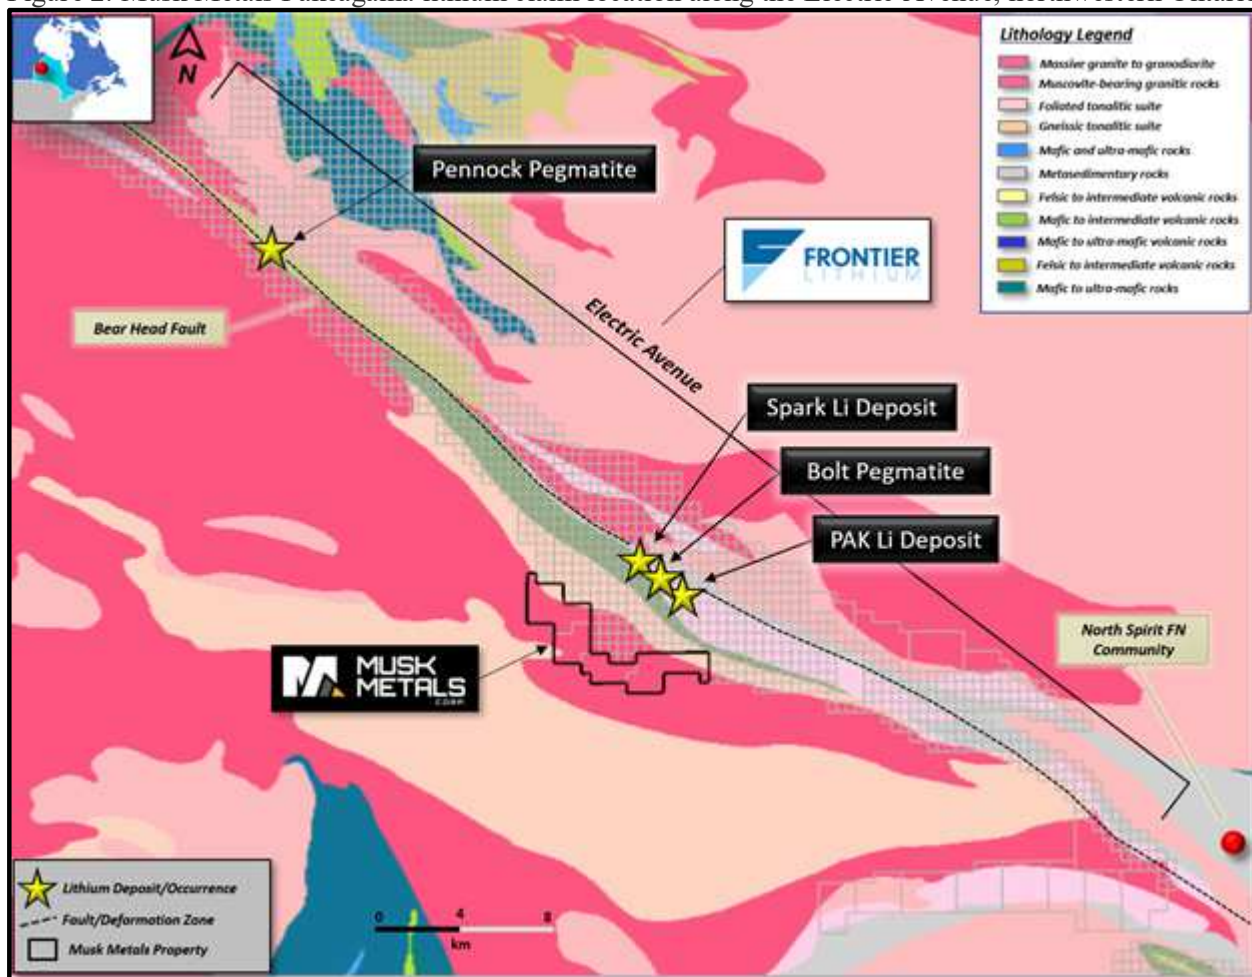 N
Lithology Legend
Massive granite to granodiorite
Muscovite-bearing granitic rocks
Foliated tonalitic suite
Gneissic tonalitic suite
Mafic and ultra-mafic rocks
Metasedimentary rocks
Felsic to intermediate volcanic rocks
Mafic to intermediate volcanic rocks
Mafic to ultra-mafic volcanic rocks
Felsic to intermediate volcanic rocks
Mafic to ultra-mafic rocks
Pennock Pegmatite
FRONTIER
LITHIUM
Bear Head Fault
Electric Avenue
Spark Li Deposit
Bolt Pegmatite
PAK Li Deposit
North Spirit FN
Community
MUSK
METALS
CORP.
Lithium Deposit/Occurrence
Fault/Deformation Zone
Musk Metals Property
0 4 8
km